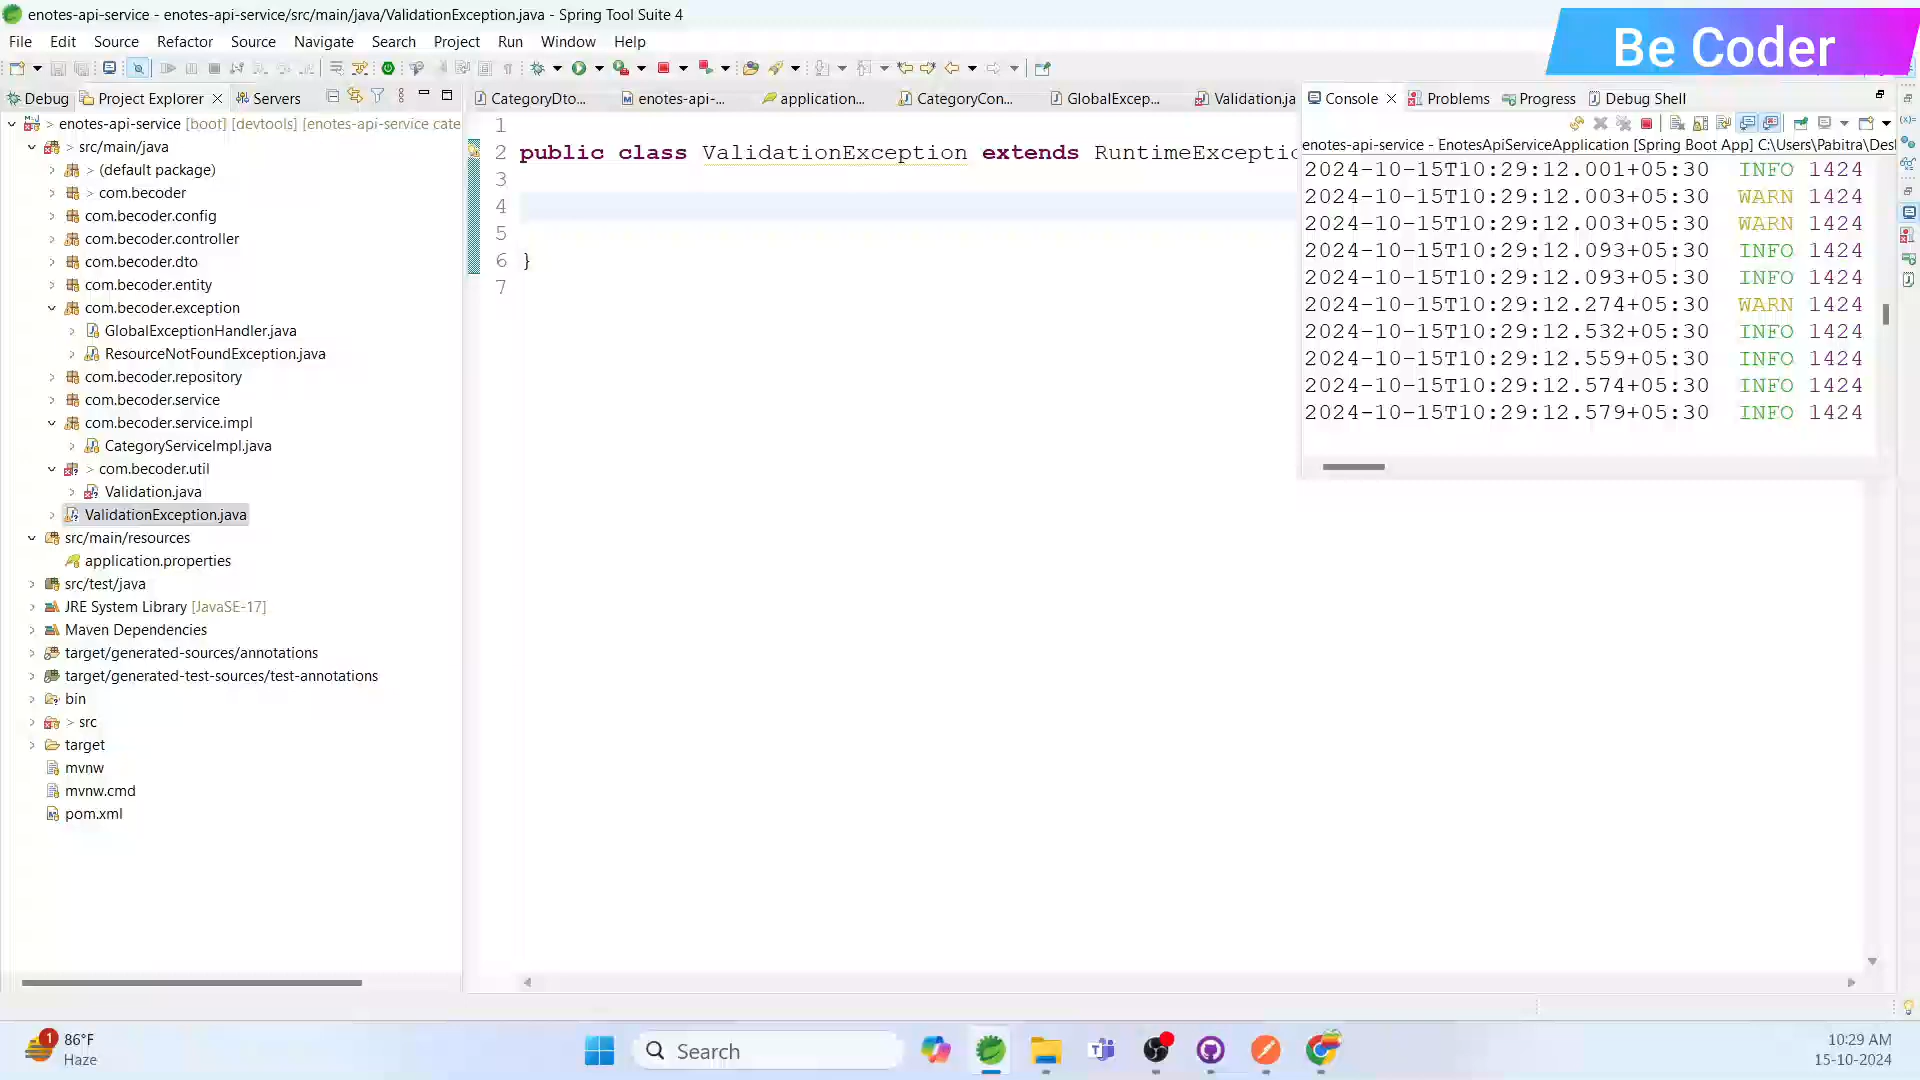 enotes-api-service - enotes-api-service/src/main/java/ValidationException.java - Spring Tool Suite 4
Be Coder
File Edit Source Refactor Source Navigate Search Project Run Window Help
Debug Project Explorer Servers
CategoryDto... enotes-api-... application... CategoryCon... GlobalExcep... Validation.ja
Console Problems Progress Debug Shell
enotes-api-service - EnotesApiServiceApplication [Spring Boot App] C:\Users\Pabitra\Des
> enotes-api-service [boot] [devtools] [enotes-api-service cate
> src/main/java
> (default package)
> com.becoder
com.becoder.config
com.becoder.controller
com.becoder.dto
com.becoder.entity
com.becoder.exception
GlobalExceptionHandler.java
ResourceNotFoundException.java
com.becoder.repository
com.becoder.service
com.becoder.service.impl
CategoryServiceImpl.java
> com.becoder.util
Validation.java
ValidationException.java
src/main/resources
application.properties
src/test/java
JRE System Library [JavaSE-17]
Maven Dependencies
target/generated-sources/annotations
target/generated-test-sources/test-annotations
bin
> src
target
mvnw
mvnw.cmd
pom.xml
1
2 public class ValidationException extends RuntimeExceptio
3
4
5
6 }
7
2024-10-15T10:29:12.001+05:30 INFO 1424
2024-10-15T10:29:12.003+05:30 WARN 1424
2024-10-15T10:29:12.003+05:30 WARN 1424
2024-10-15T10:29:12.093+05:30 INFO 1424
2024-10-15T10:29:12.093+05:30 INFO 1424
2024-10-15T10:29:12.274+05:30 WARN 1424
2024-10-15T10:29:12.532+05:30 INFO 1424
2024-10-15T10:29:12.559+05:30 INFO 1424
2024-10-15T10:29:12.574+05:30 INFO 1424
2024-10-15T10:29:12.579+05:30 INFO 1424
1
86°F
Haze
Search
10:29 AM
15-10-2024